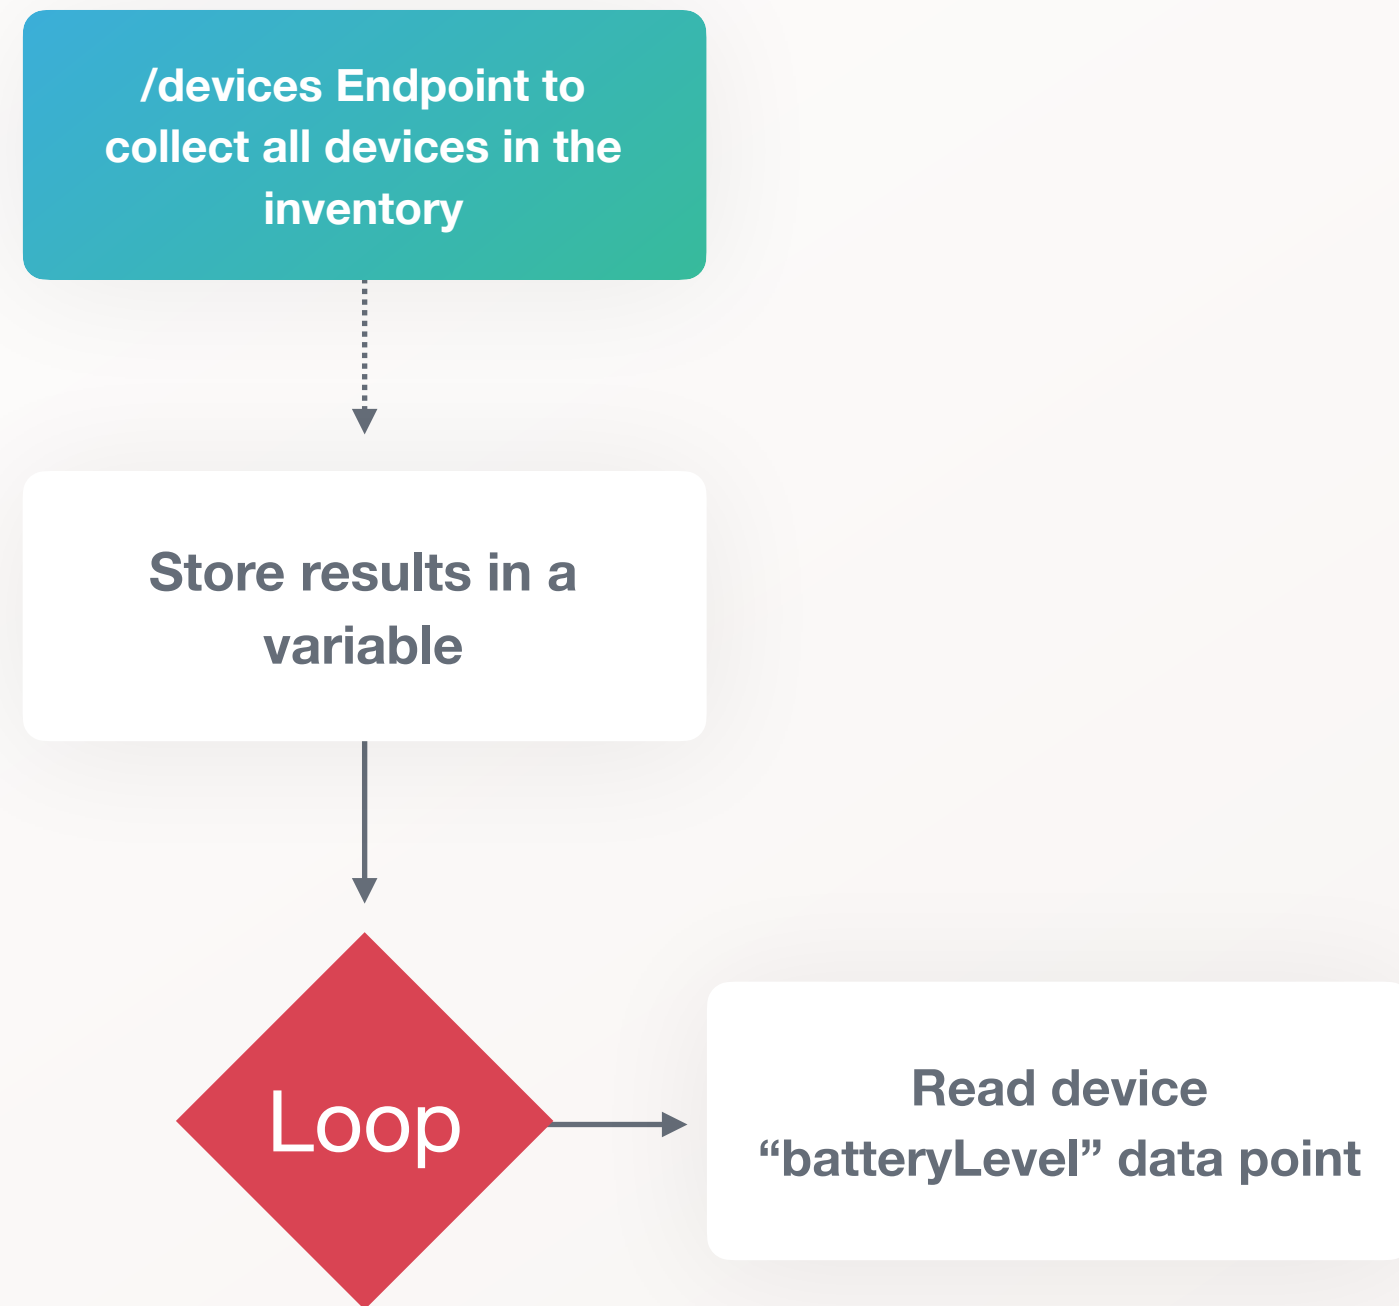 /devices Endpoint to
collect all devices in the
inventory
Store results in a
variable
Loop
Read device
“batteryLevel” data point